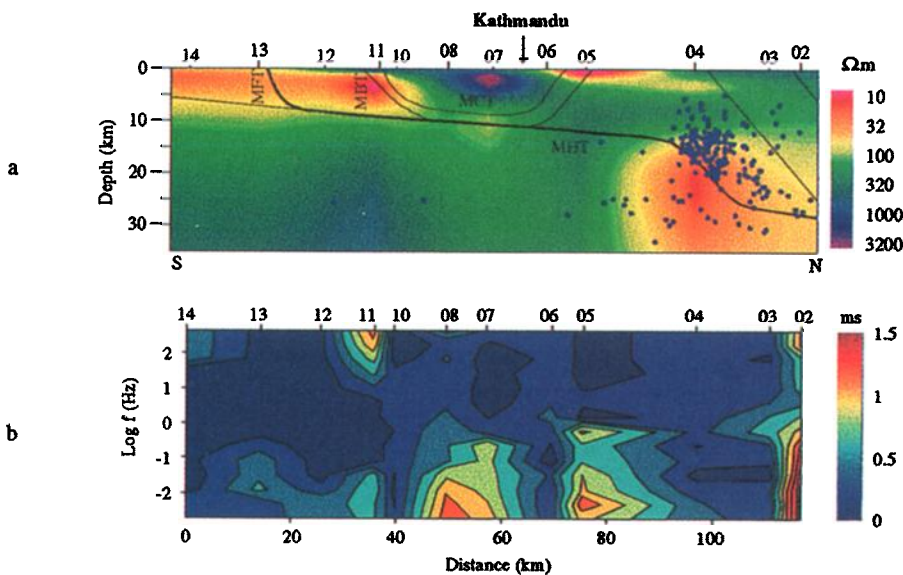 Kathmandu
14 13 12 11 10 08 07 06 05 04 03 02
a
Depth (km)
0
10
20
30
MFT
MBT
MCT
MHT
S
N
Ωm
10
32
100
320
1000
3200
b
14 13 12 11 10 08 07 06 05 04 03 02
Log f (Hz)
2
1
0
-1
-2
0 20 40 60 80 100
Distance (km)
ms
1.5
1
0.5
0